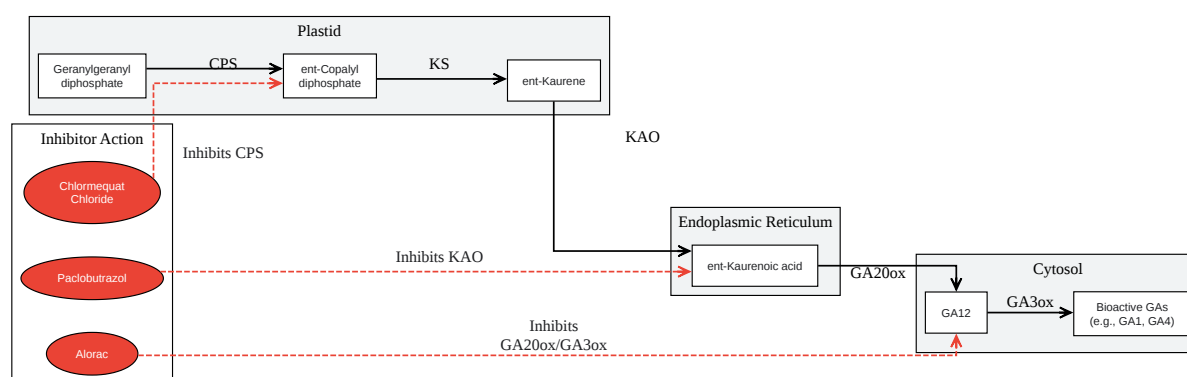 Plastid
Geranylgeranyl
diphosphate
CPS
ent-Copalyl
diphosphate
KS
ent-Kaurene
KAO
Inhibitor Action
Inhibits CPS
Chlormequat
Chloride
Paclobutrazol
Inhibits KAO
Alorac
Inhibits
GA20ox/GA3ox
Endoplasmic Reticulum
ent-Kaurenoic acid
GA20ox
Cytosol
GA12
GA3ox
Bioactive GAs
(e.g., GA1, GA4)